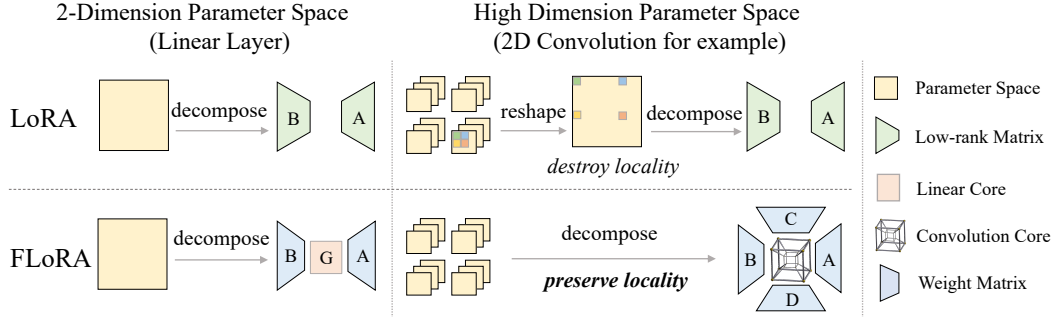 2-Dimension Parameter Space
(Linear Layer)
High Dimension Parameter Space
(2D Convolution for example)
LoRA
decompose
B
A
reshape
destroy locality
decompose
B
A
FLoRA
decompose
B
G
A
decompose
preserve locality
C
B
A
D
Parameter Space
Low-rank Matrix
Linear Core
Convolution Core
Weight Matrix